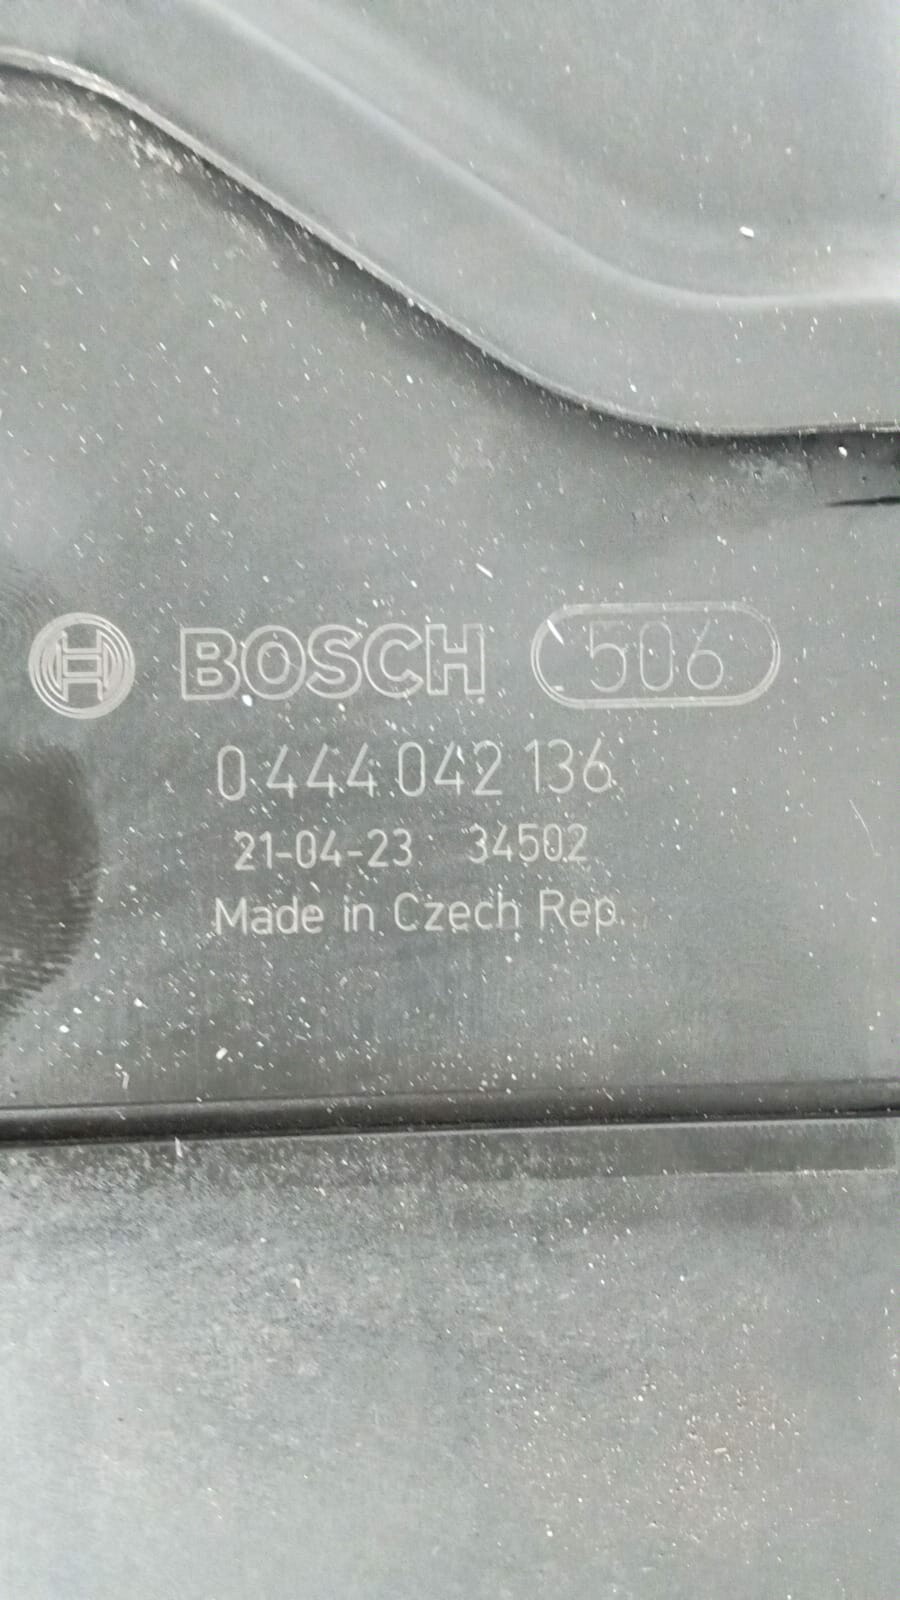 BOSCH 506
0 444 042 136
21-04-23 34502
Made in Czech Rep.